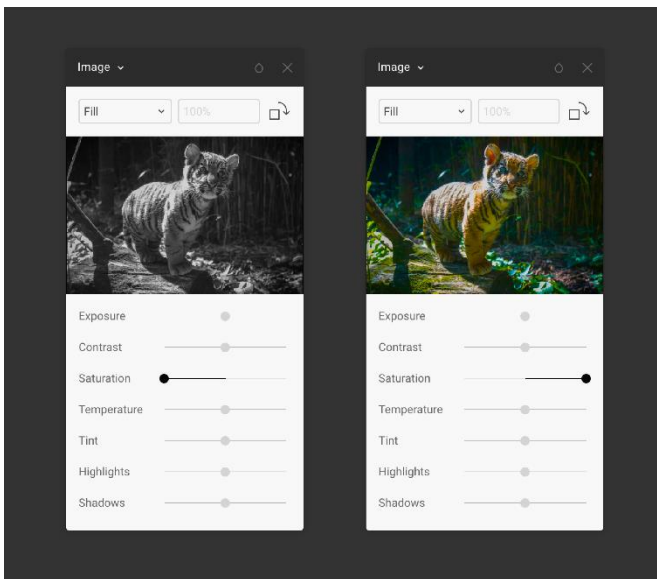 Image
Fill 100%
Exposure
Contrast
Saturation
Temperature
Tint
Highlights
Shadows
Image
Fill 100%
Exposure
Contrast
Saturation
Temperature
Tint
Highlights
Shadows